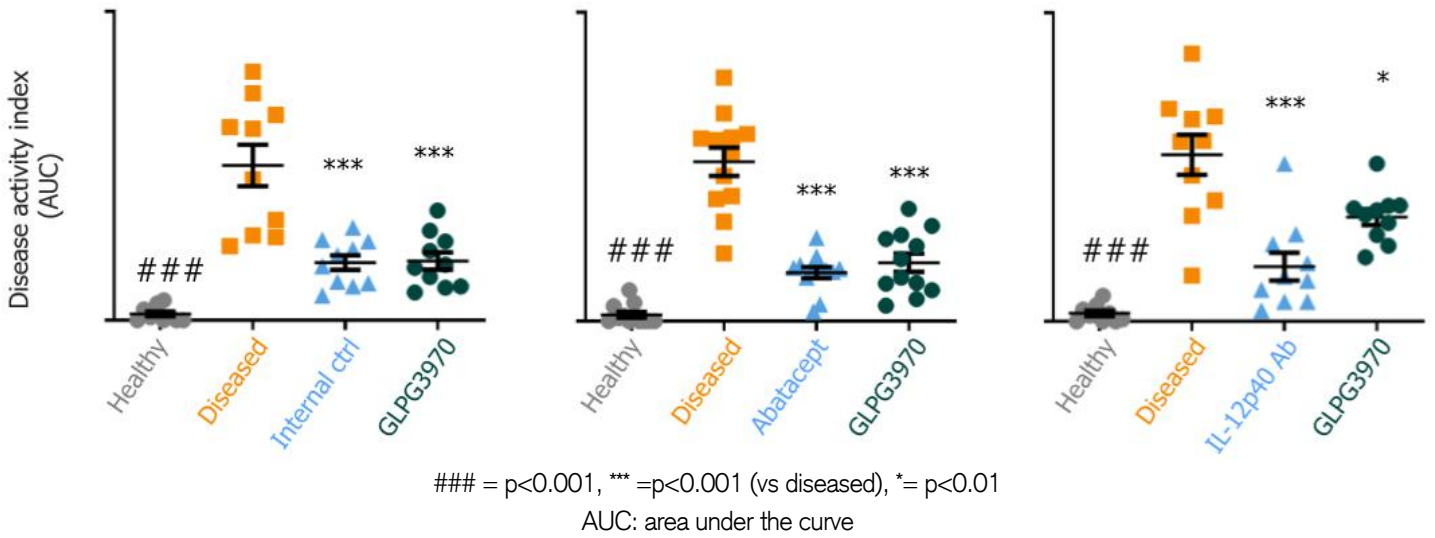 Disease activity index
(AUC)
###
***
***
Healthy
Diseased
Internal ctrl
GLPG3970
###
***
***
Healthy
Diseased
Abatacept
GLPG3970
###
***
*
Healthy
Diseased
IL-12p40 Ab
GLPG3970
### = p<0.001, *** =p<0.001 (vs diseased), *= p<0.01
AUC: area under the curve